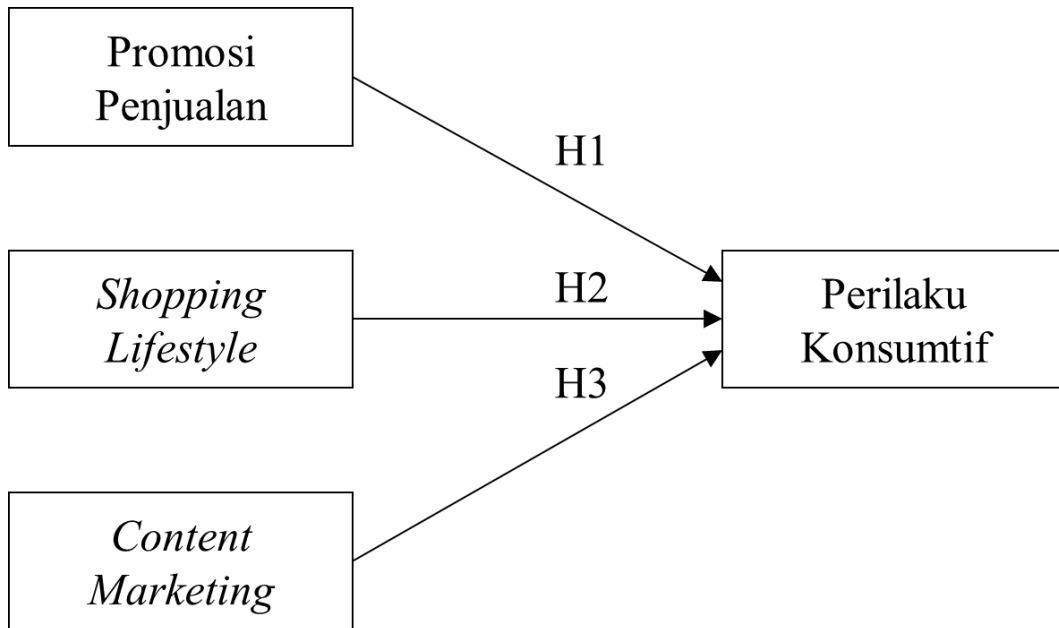 Promosi
Penjualan
H1
Shopping
Lifestyle
H2
Perilaku
Konsumtif
H3
Content
Marketing